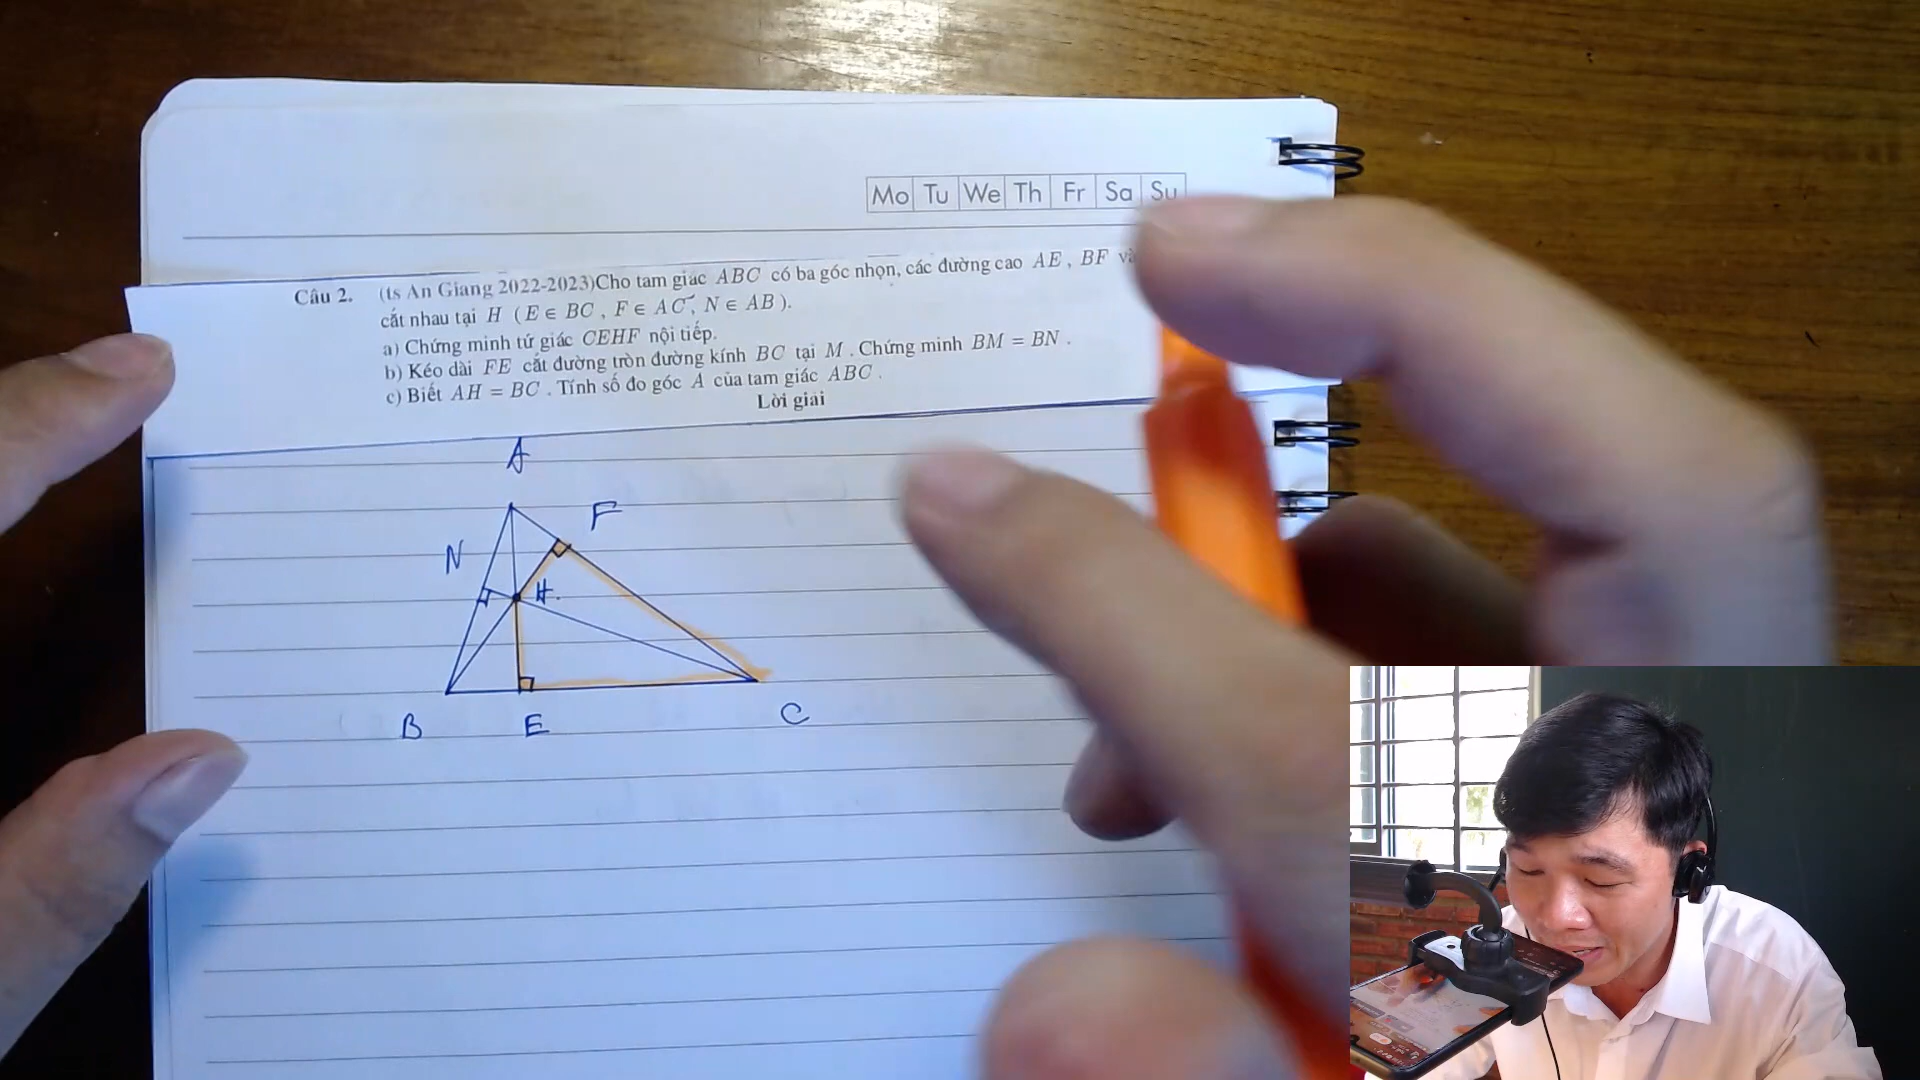 Mo Tu We Th Fr Sa Su
Câu 2. (ts An Giang 2022-2023)Cho tam giác ABC có ba góc nhọn, các đường cao AE , BF và
cắt nhau tại H ( E ∈ BC , F ∈ AC , N ∈ AB ).
a) Chứng minh tứ giác CEHF nội tiếp.
b) Kéo dài FE cắt đường tròn đường kính BC tại M . Chứng minh BM = BN .
c) Biết AH = BC . Tính số đo góc A của tam giác ABC .
Lời giải
A
F
N
H.
B E C